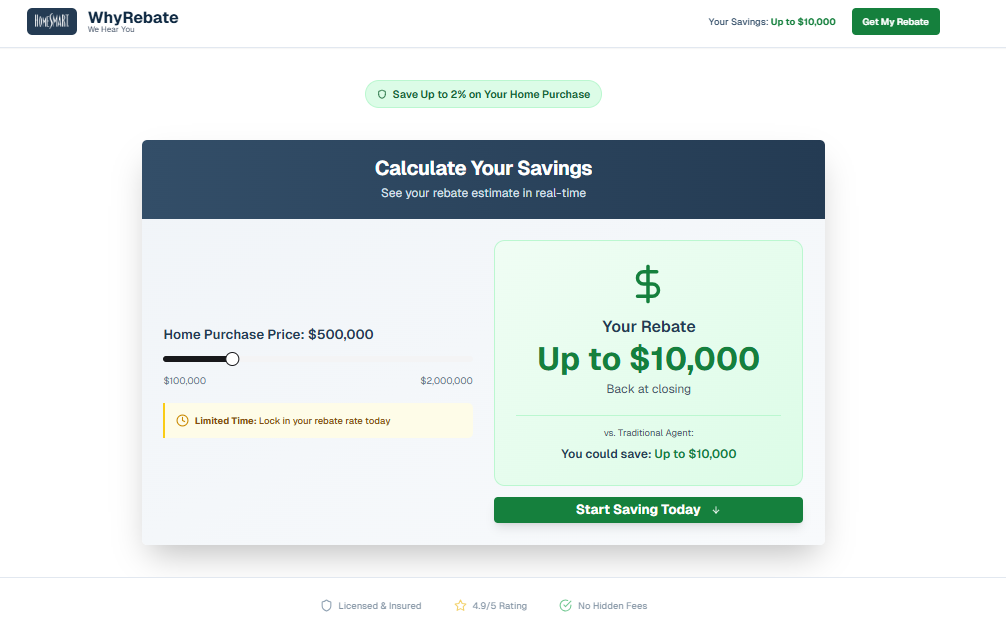 HOMESMART
WhyRebate
We Hear You
Your Savings: Up to $10,000
Get My Rebate
Save Up to 2% on Your Home Purchase
Calculate Your Savings
See your rebate estimate in real-time
Home Purchase Price: $500,000
$100,000
$2,000,000
Limited Time: Lock in your rebate rate today
Your Rebate
Up to $10,000
Back at closing
vs. Traditional Agent:
You could save: Up to $10,000
Start Saving Today
Licensed & Insured
4.9/5 Rating
No Hidden Fees